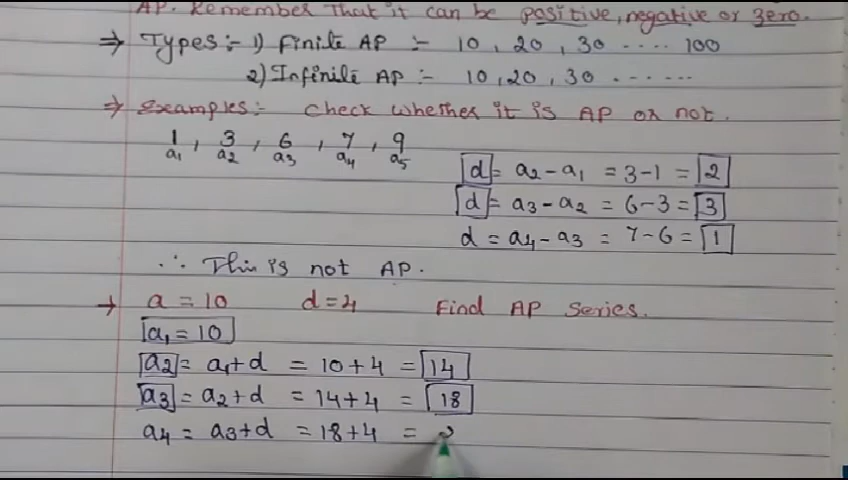 AP. Remember that it can be positive, negative or zero.
⇒ Types:- 1) Finite AP :- 10, 20, 30 .... 100
2) Infinite AP :- 10, 20, 30 .......
⇒ examples:- Check whether it is AP or not.
1, 3, 6, 7, 9
a₁ a₂ a₃ a₄ a₅
d = a₂-a₁ = 3-1 = 2
d = a₃-a₂ = 6-3 = 3
d = a₄-a₃ = 7-6 = 1
∴ This is not AP.
→ a = 10 d = 4 Find AP Series.
a₁ = 10
a₂ = a₁+d = 10+4 = 14
a₃ = a₂+d = 14+4 = 18
a₄ = a₃+d = 18+4 =